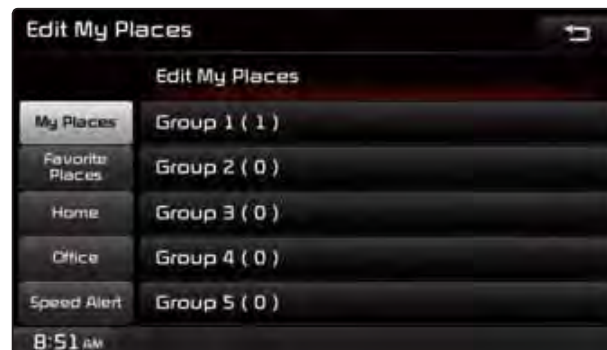 Edit My Places
Edit My Places
My Places
Group 1 ( 1 )
Favorite
Places
Group 2 ( 0 )
Home
Group 3 ( 0 )
Office
Group 4 ( 0 )
Speed Alert
Group 5 ( 0 )
8:51 AM